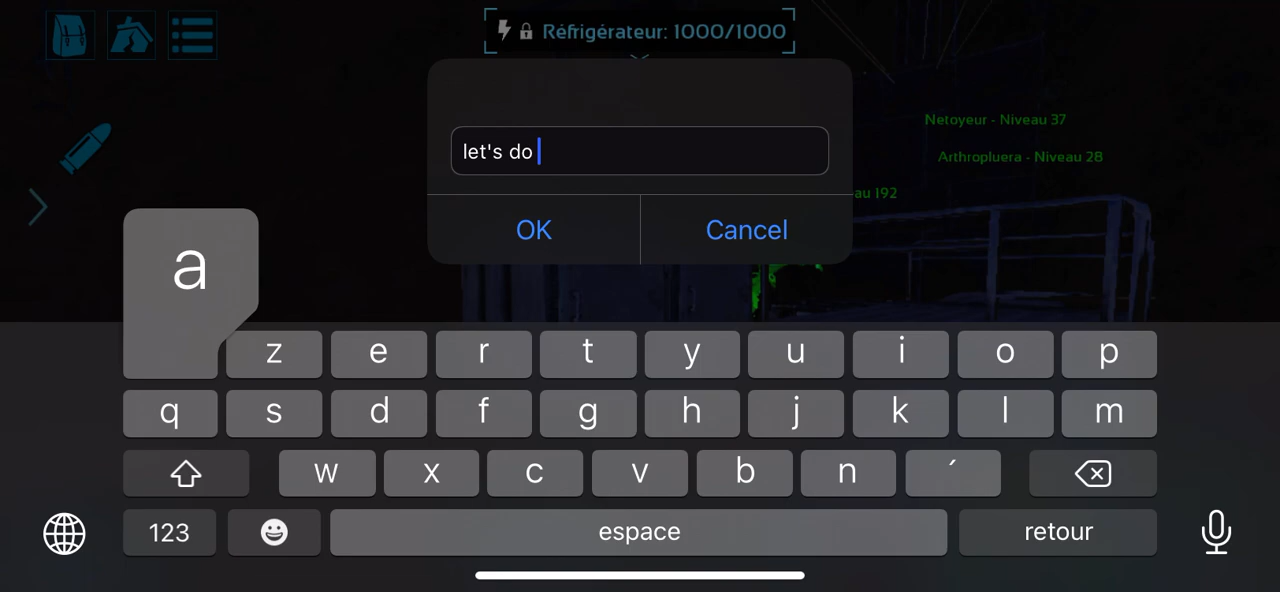 Réfrigérateur: 1000/1000
Netoyeur - Niveau 37
let's do
Arthropluera - Niveau 28
au 192
OK
Cancel
a
z e r t y u i o p
q s d f g h j k l m
w x c v b n ´
123
espace
retour